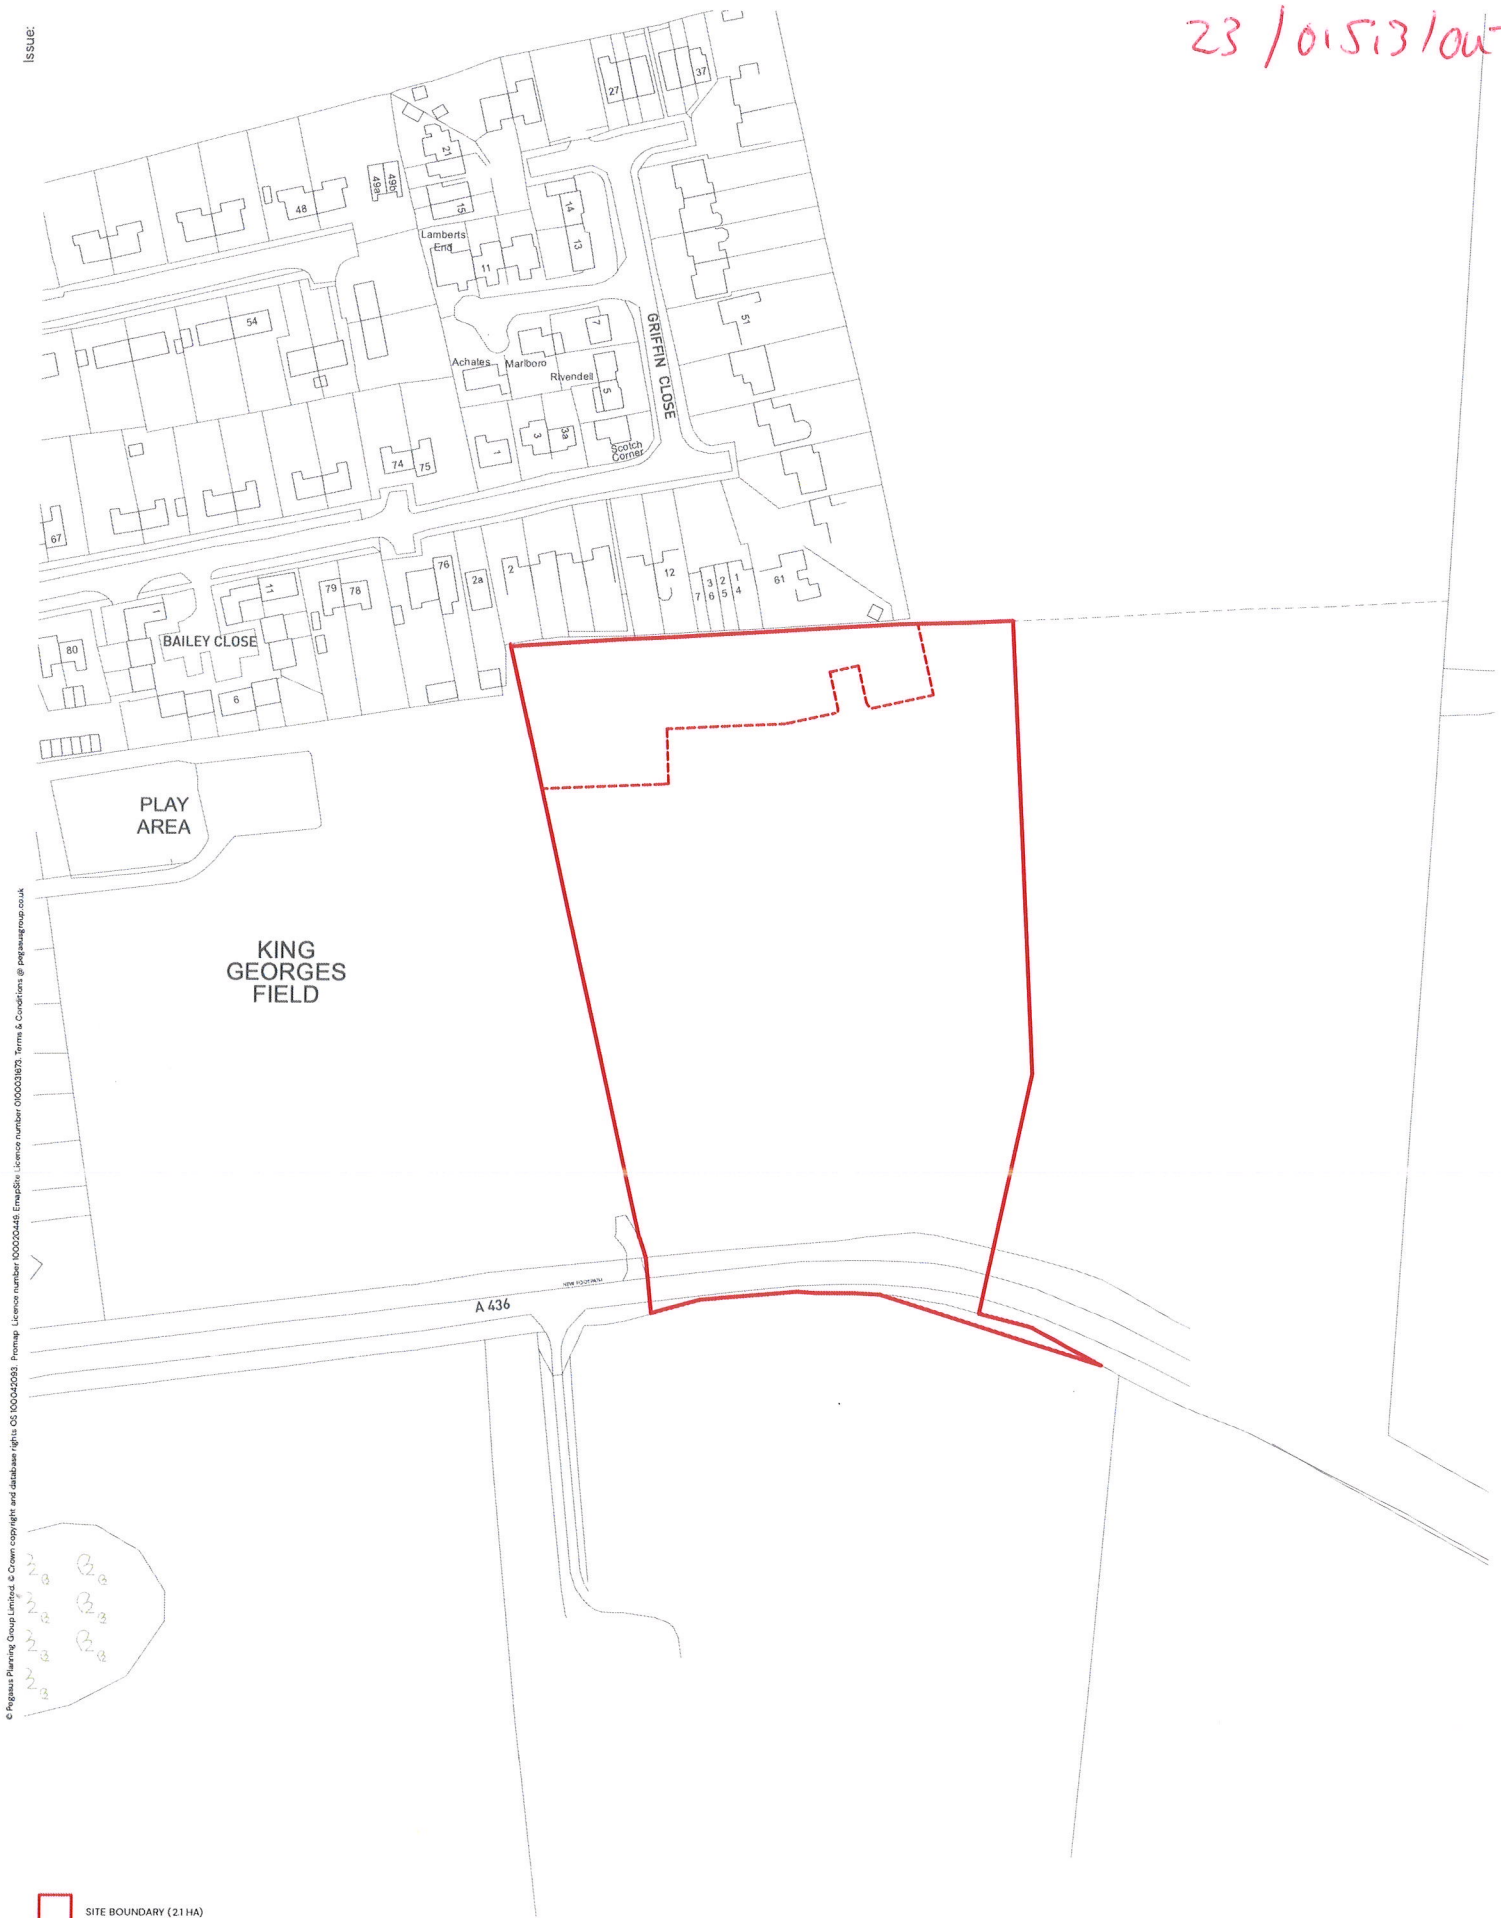 Issue:
23/01513/out
37
27
21
49a
49b
48
15
14
Lamberts
End
13
11
54
7
51
GRIFFIN CLOSE
Achates
Marlboro
Rivendell
5
3
3a
1
Scotch
Corner
74
75
67
76
2a
2
12
11
79
78
7
3
6
2
5
1
4
61
1
BAILEY CLOSE
80
6
PLAY
AREA
KING
GEORGES
FIELD
NEW FOOTPATH
A 436
© Pegasus Planning Group Limited. © Crown copyright and database rights OS 100042093. Promap Licence number 100020449. EmapSite Licence number 0100031673. Terms & Conditions @ pegasusgroup.co.uk
SITE BOUNDARY (2.1 HA)